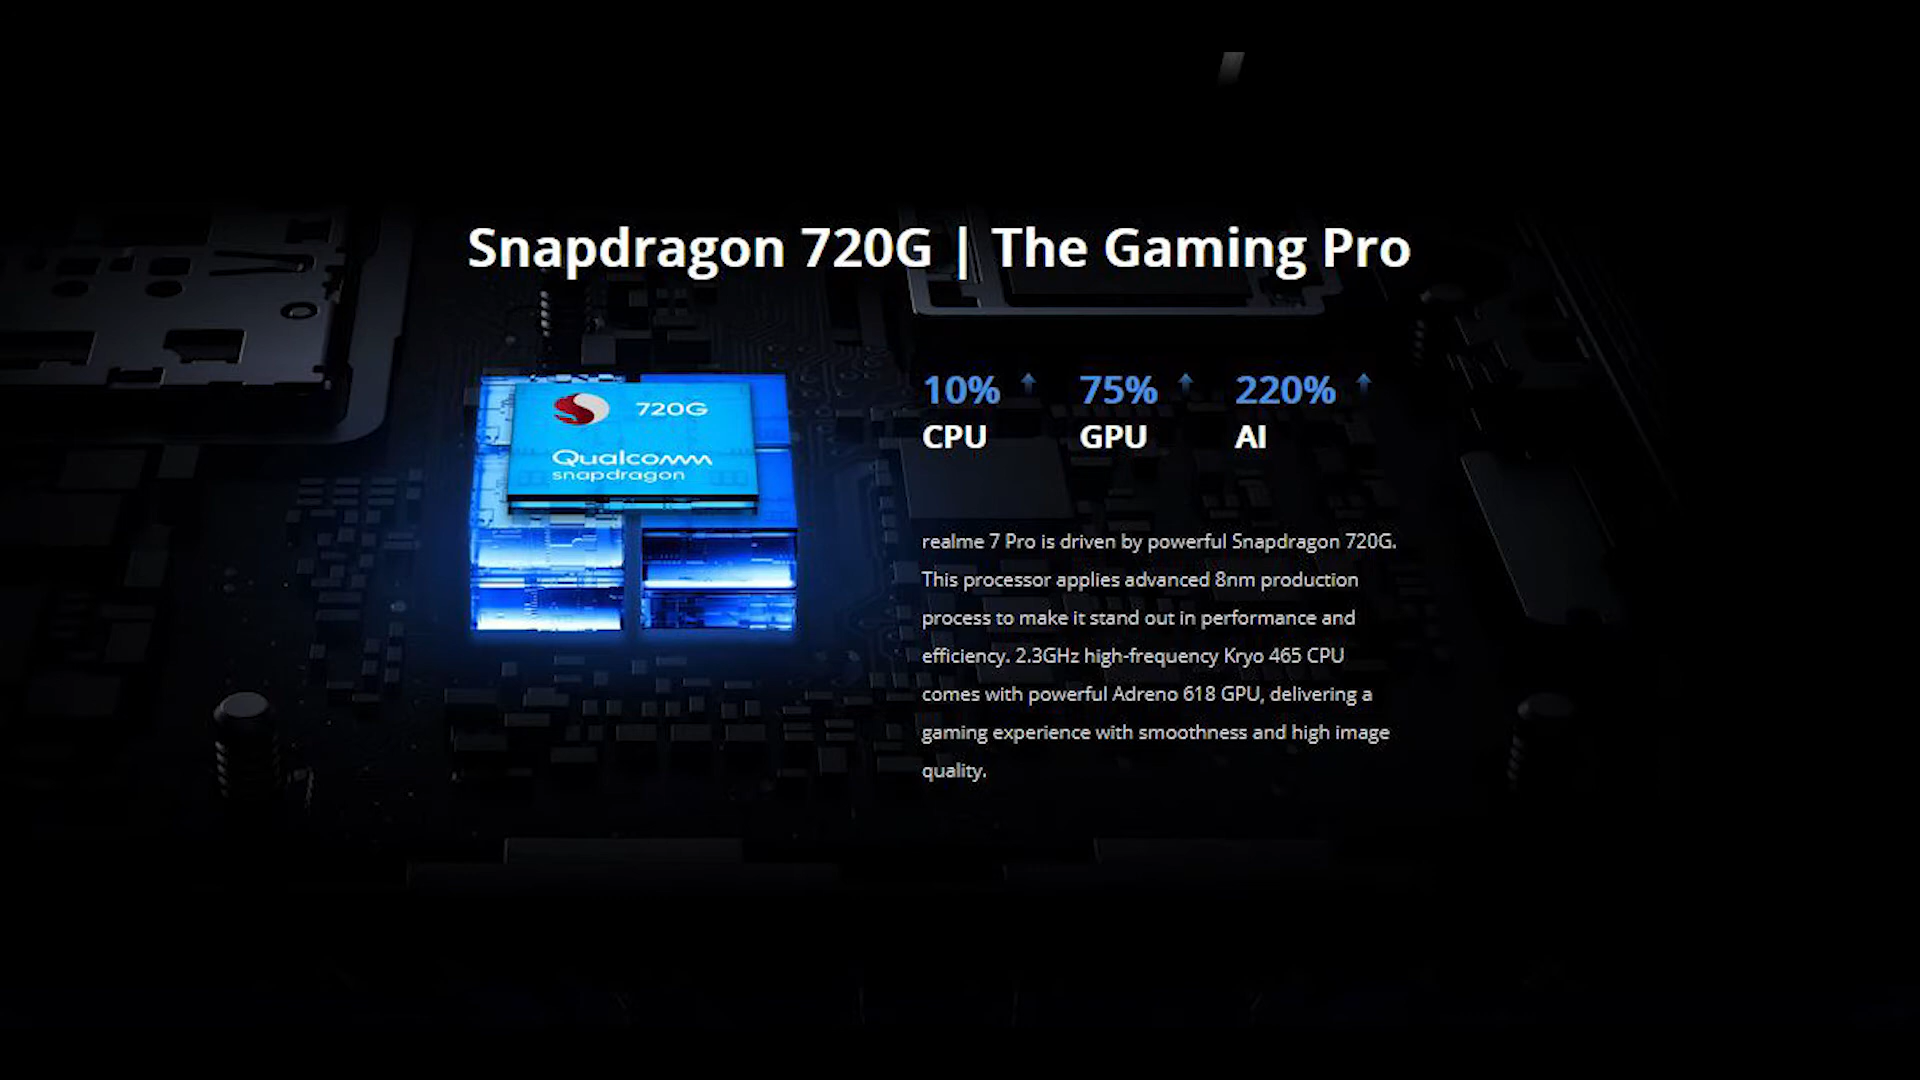 Snapdragon 720G | The Gaming Pro
720G
Qualcomm
snapdragon
10% 75% 220%
CPU GPU AI
realme 7 Pro is driven by powerful Snapdragon 720G.
This processor applies advanced 8nm production
process to make it stand out in performance and
efficiency. 2.3GHz high-frequency Kryo 465 CPU
comes with powerful Adreno 618 GPU, delivering a
gaming experience with smoothness and high image
quality.